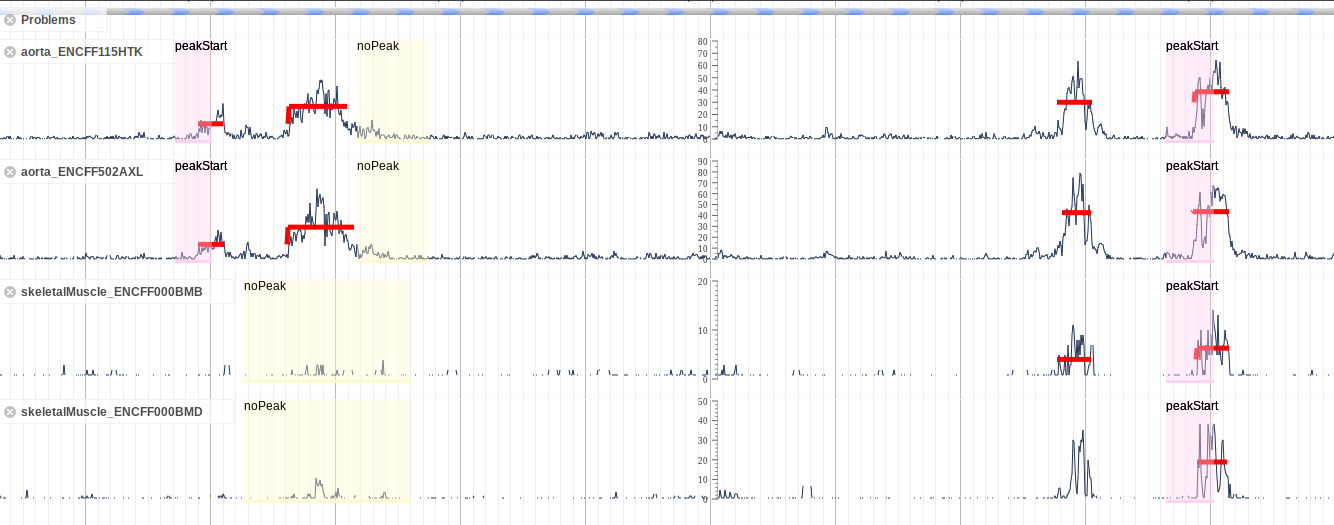 Problems
aorta_ENCFF115HTK
peakStart
noPeak
peakStart
80
70
60
50
40
30
20
10
0
aorta_ENCFF502AXL
peakStart
noPeak
peakStart
90
80
70
60
50
40
30
20
10
0
skeletalMuscle_ENCFF000BMB
noPeak
peakStart
20
10
0
skeletalMuscle_ENCFF000BMD
noPeak
peakStart
50
40
30
20
10
0